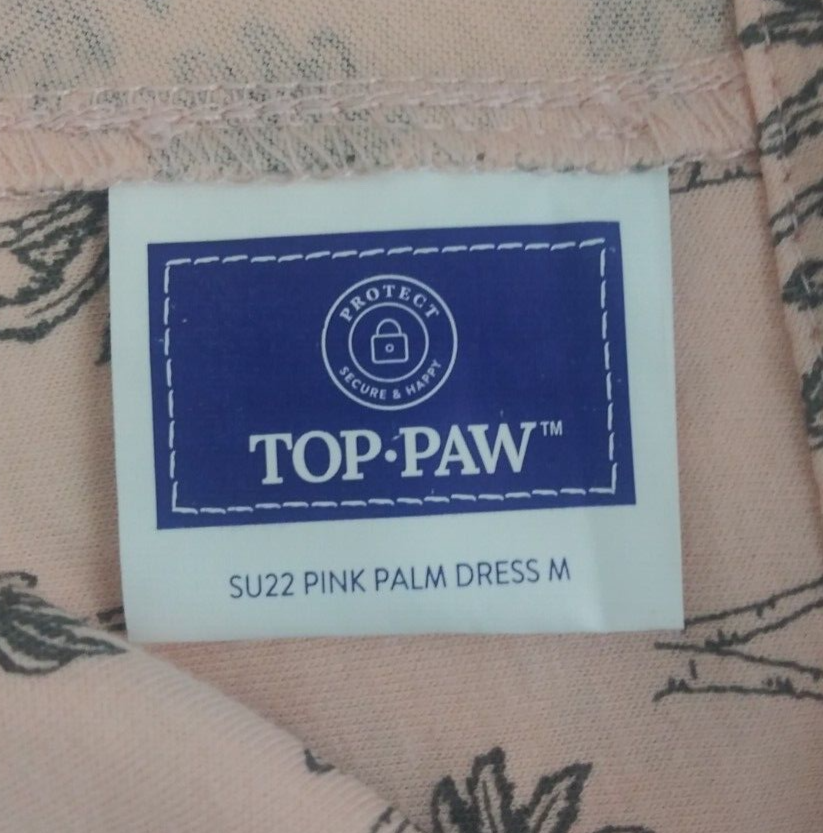 PROTECT
SECURE & HAPPY
TOP•PAW™
SU22 PINK PALM DRESS M